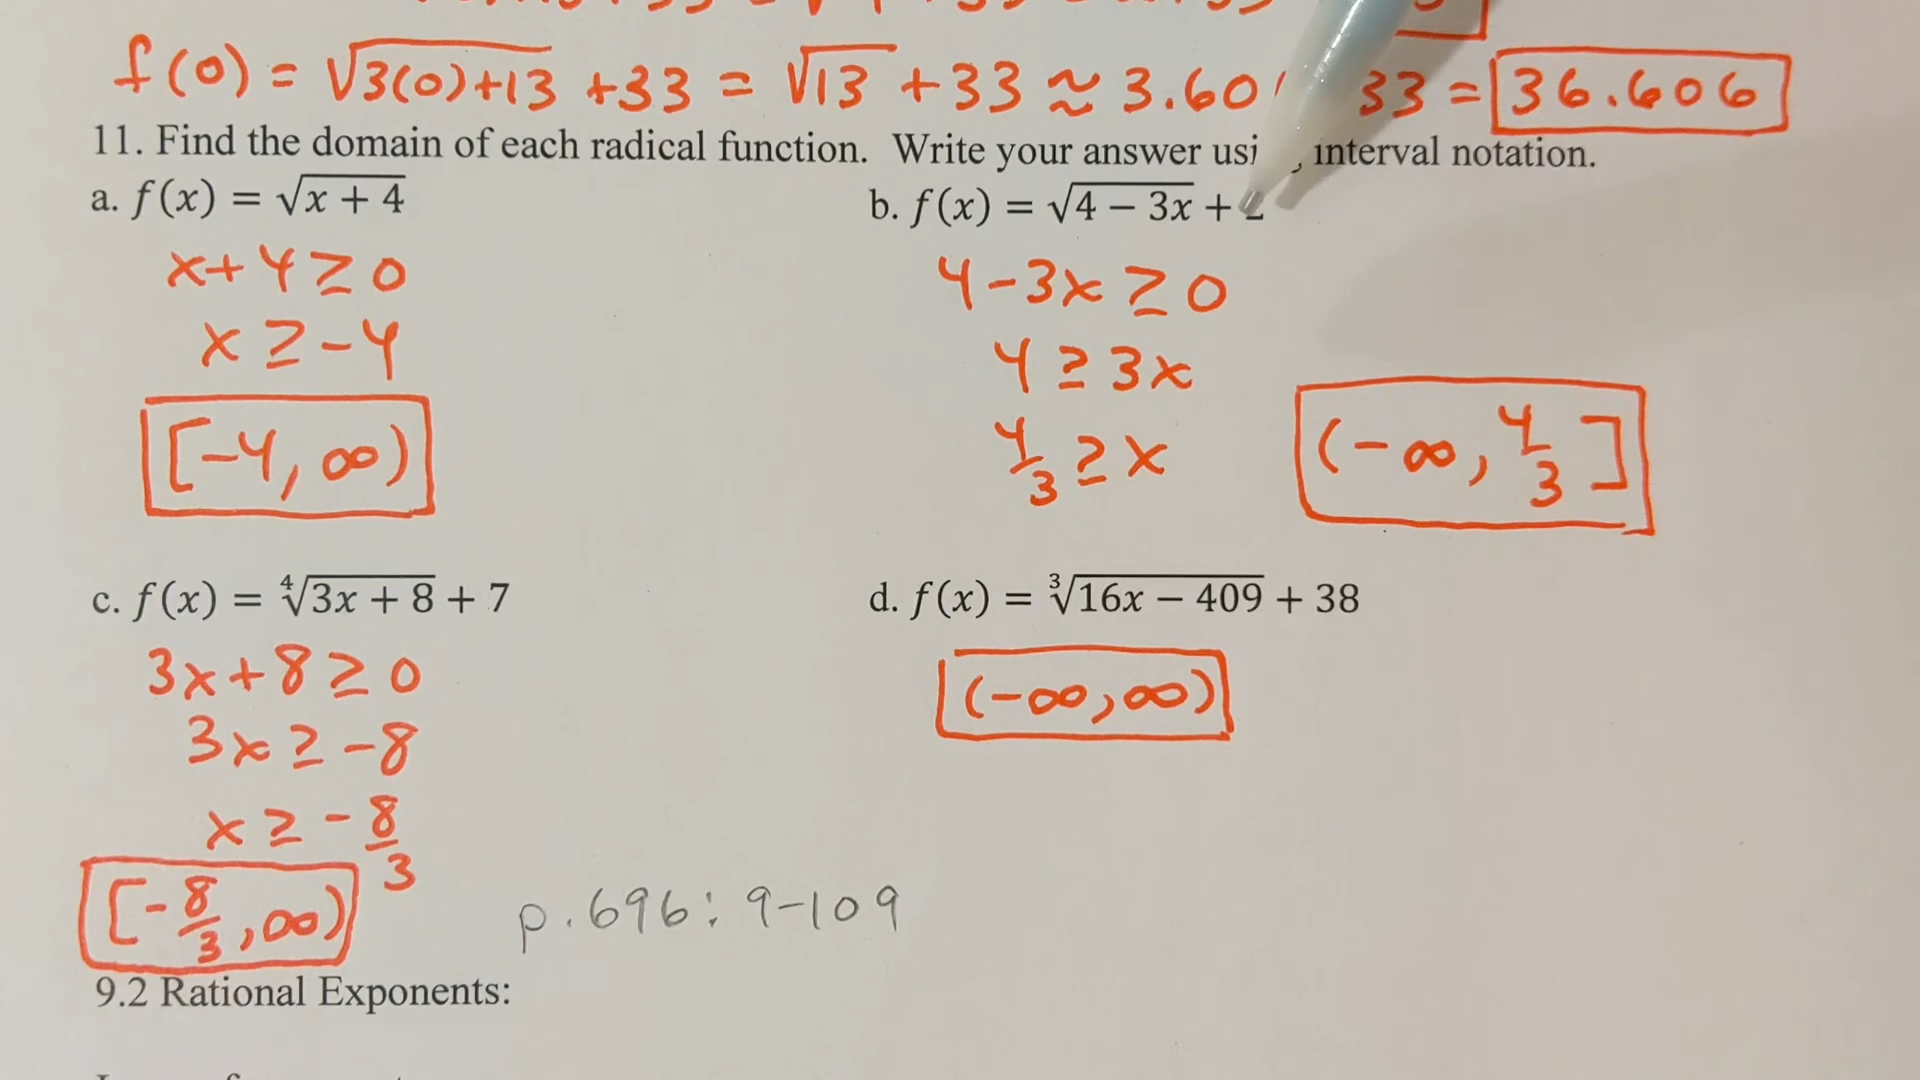 f(0) = √3(0)+13 + 33 = √13 + 33 ≈ 3.60 33 = 36.606
11. Find the domain of each radical function. Write your answer interval notation.
a. f(x) = √x + 4
b. f(x) = √4 − 3x +
x+4 ≥ 0
4-3x ≥ 0
x ≥ -4
4 ≥ 3x
[-4, ∞)
4/3 ≥ x
(-∞, 4/3]
c. f(x) = ⁴√3x + 8 + 7
d. f(x) = ³√16x − 409 + 38
3x+8 ≥ 0
(-∞,∞)
3x ≥ -8
x ≥ -8/3
[-8/3, ∞)
p. 696: 9-109
9.2 Rational Exponents: